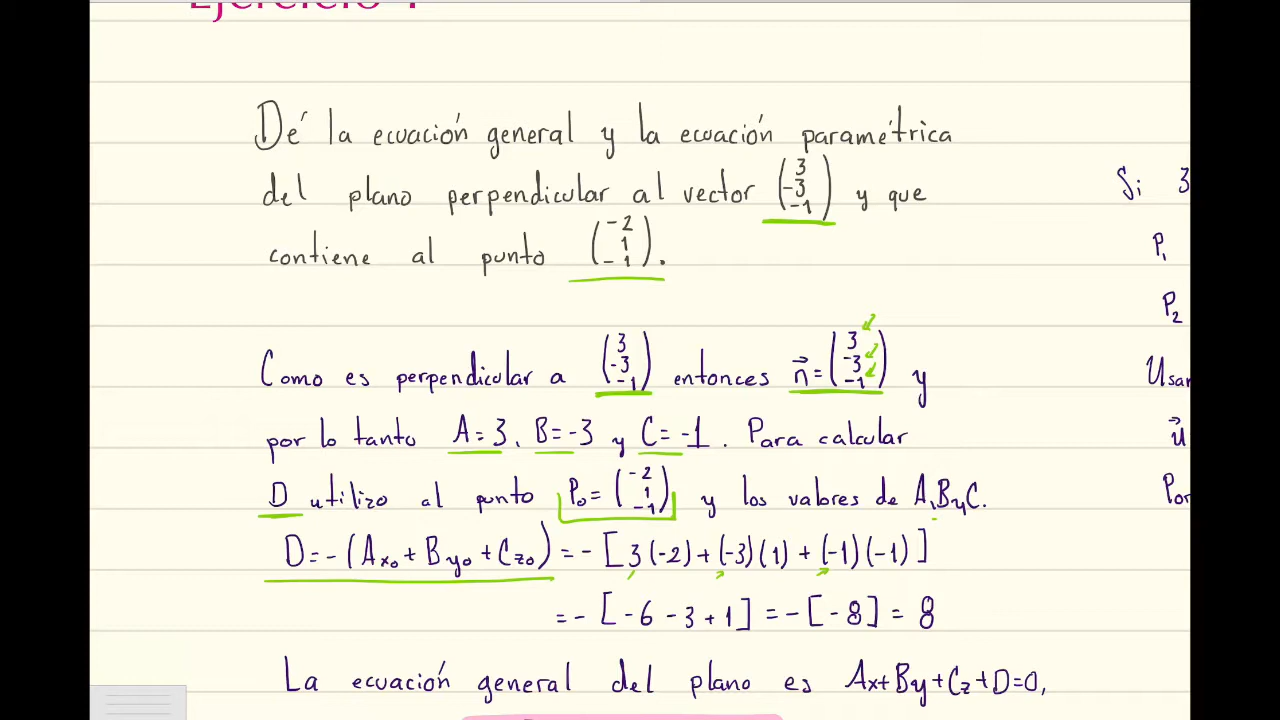 Ejercicio
Dé la ecuación general y la ecuación paramétrica
del plano perpendicular al vector (3 -3 -1) y que
contiene al punto (-2 1 -1).
Como es perpendicular a (3 -3 -1) entonces n⃗ = (3 -3 -1) y
por lo tanto A = 3, B = -3 y C = -1. Para calcular
D utilizo al punto P₀ = (-2 1 -1) y los valores de A, B y C.
D = -(Ax₀ + By₀ + Cz₀) = -[3(-2) + (-3)(1) + (-1)(-1)]
= -[-6 - 3 + 1] = -[-8] = 8
La ecuación general del plano es Ax+By+Cz+D=0,
Si 3
P₁
P₂
Usar
u⃗
Por